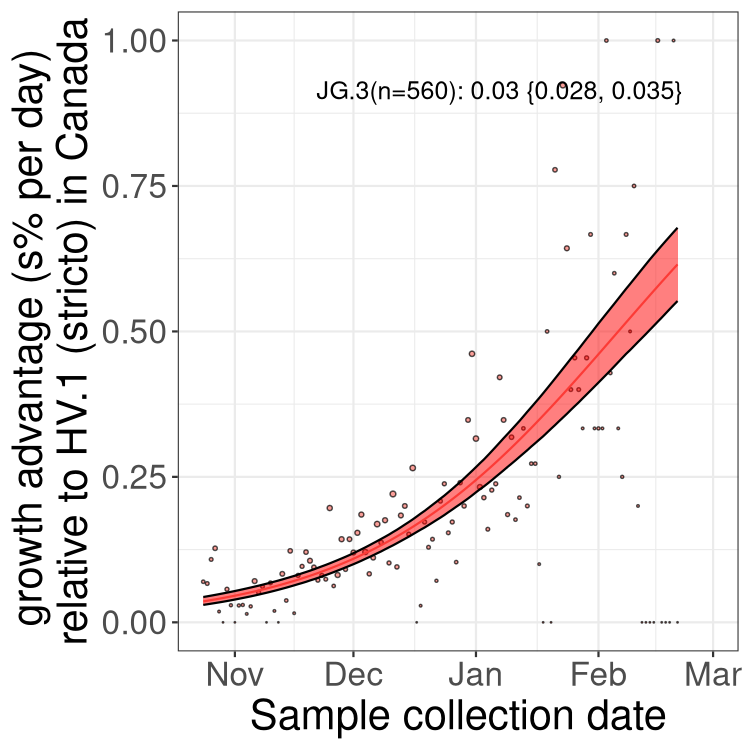 growth advantage (s% per day)
relative to HV.1 (stricto) in Canada
1.00
0.75
0.50
0.25
0.00
JG.3(n=560): 0.03 {0.028, 0.035}
Nov Dec Jan Feb Mar
Sample collection date